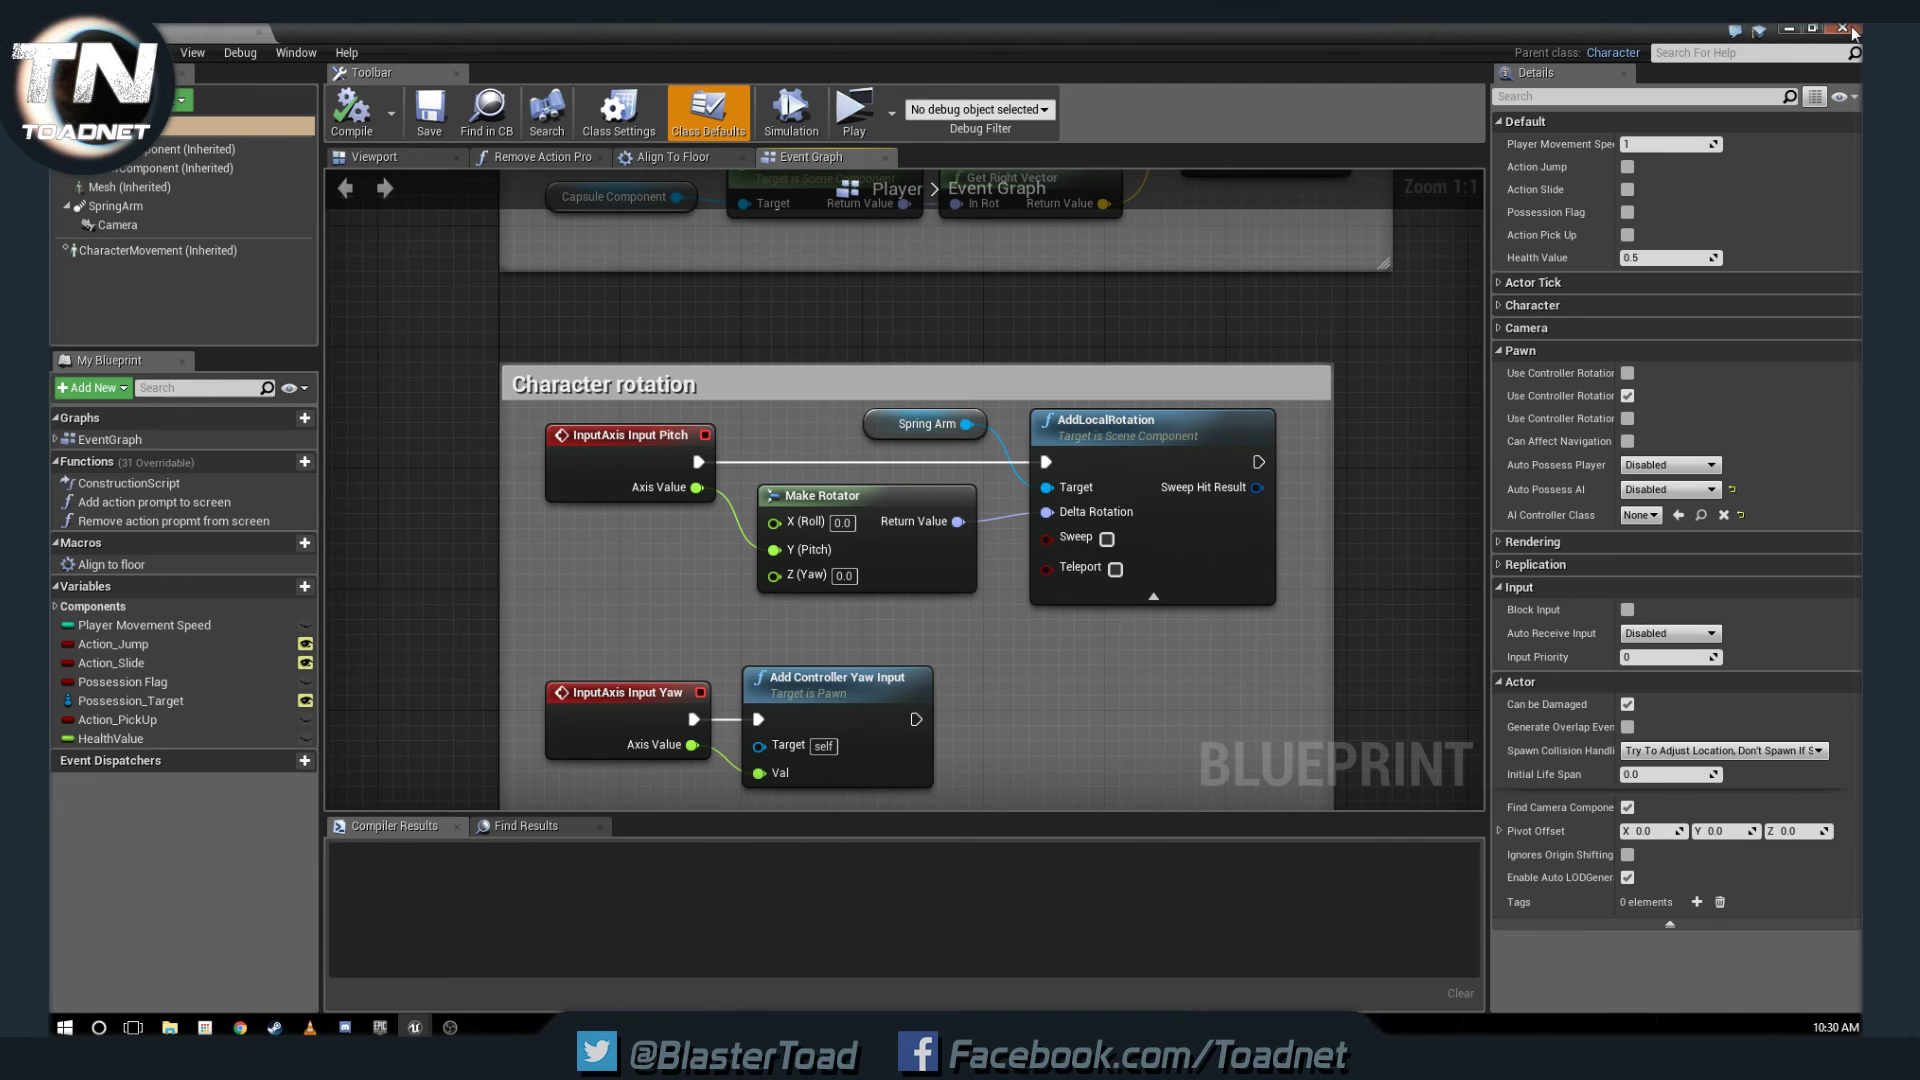 TN
TOADNET
View Debug Window Help
Parent class: Character Search For Help
Toolbar
Compile Save Find in CB Search Class Settings Class Defaults Simulation Play
No debug object selected
Debug Filter
Details
Search
Default
Player Movement Spee 1
Action Jump
Action Slide
Possession Flag
Action Pick Up
Health Value 0.5
Actor Tick
Character
Camera
Pawn
Use Controller Rotation
Use Controller Rotation
Use Controller Rotation
Can Affect Navigation
Auto Possess Player Disabled
Auto Possess AI Disabled
AI Controller Class None
Rendering
Replication
Input
Block Input
Auto Receive Input Disabled
Input Priority 0
Actor
Can be Damaged
Generate Overlap Even
Spawn Collision Handli Try To Adjust Location, Don't Spawn If S
Initial Life Span 0.0
Find Camera Compone
Pivot Offset X 0.0 Y 0.0 Z 0.0
Ignores Origin Shifting
Enable Auto LODGener
Tags 0 elements
ponent (Inherited)
Component (Inherited)
Mesh (Inherited)
SpringArm
Camera
CharacterMovement (Inherited)
My Blueprint
Add New Search
Graphs
EventGraph
Functions (31 Overridable)
ConstructionScript
Add action prompt to screen
Remove action propmt from screen
Macros
Align to floor
Variables
Components
Player Movement Speed
Action_Jump
Action_Slide
Possession Flag
Possession_Target
Action_PickUp
HealthValue
Event Dispatchers
Viewport Remove Action Pro Align To Floor Event Graph
Player > Event Graph
Zoom 1:1
Capsule Component
Target is Scene Component
Target Return Value
Get Right Vector
In Rot Return Value
Character rotation
InputAxis Input Pitch
Axis Value
Spring Arm
Make Rotator
X (Roll) 0.0 Return Value
Y (Pitch)
Z (Yaw) 0.0
AddLocalRotation
Target is Scene Component
Target Sweep Hit Result
Delta Rotation
Sweep
Teleport
InputAxis Input Yaw
Axis Value
Add Controller Yaw Input
Target is Pawn
Target self
Val
BLUEPRINT
Compiler Results Find Results
Clear
10:30 AM
@BlasterToad Facebook.com/Toadnet